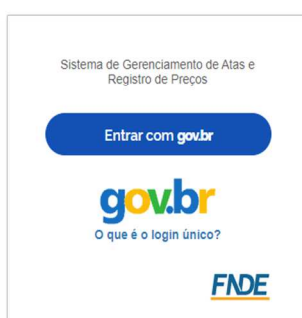 Sistema de Gerenciamento de Atas e
Registro de Preços
Entrar com gov.br
gov.br
O que é o login único?
FNDE